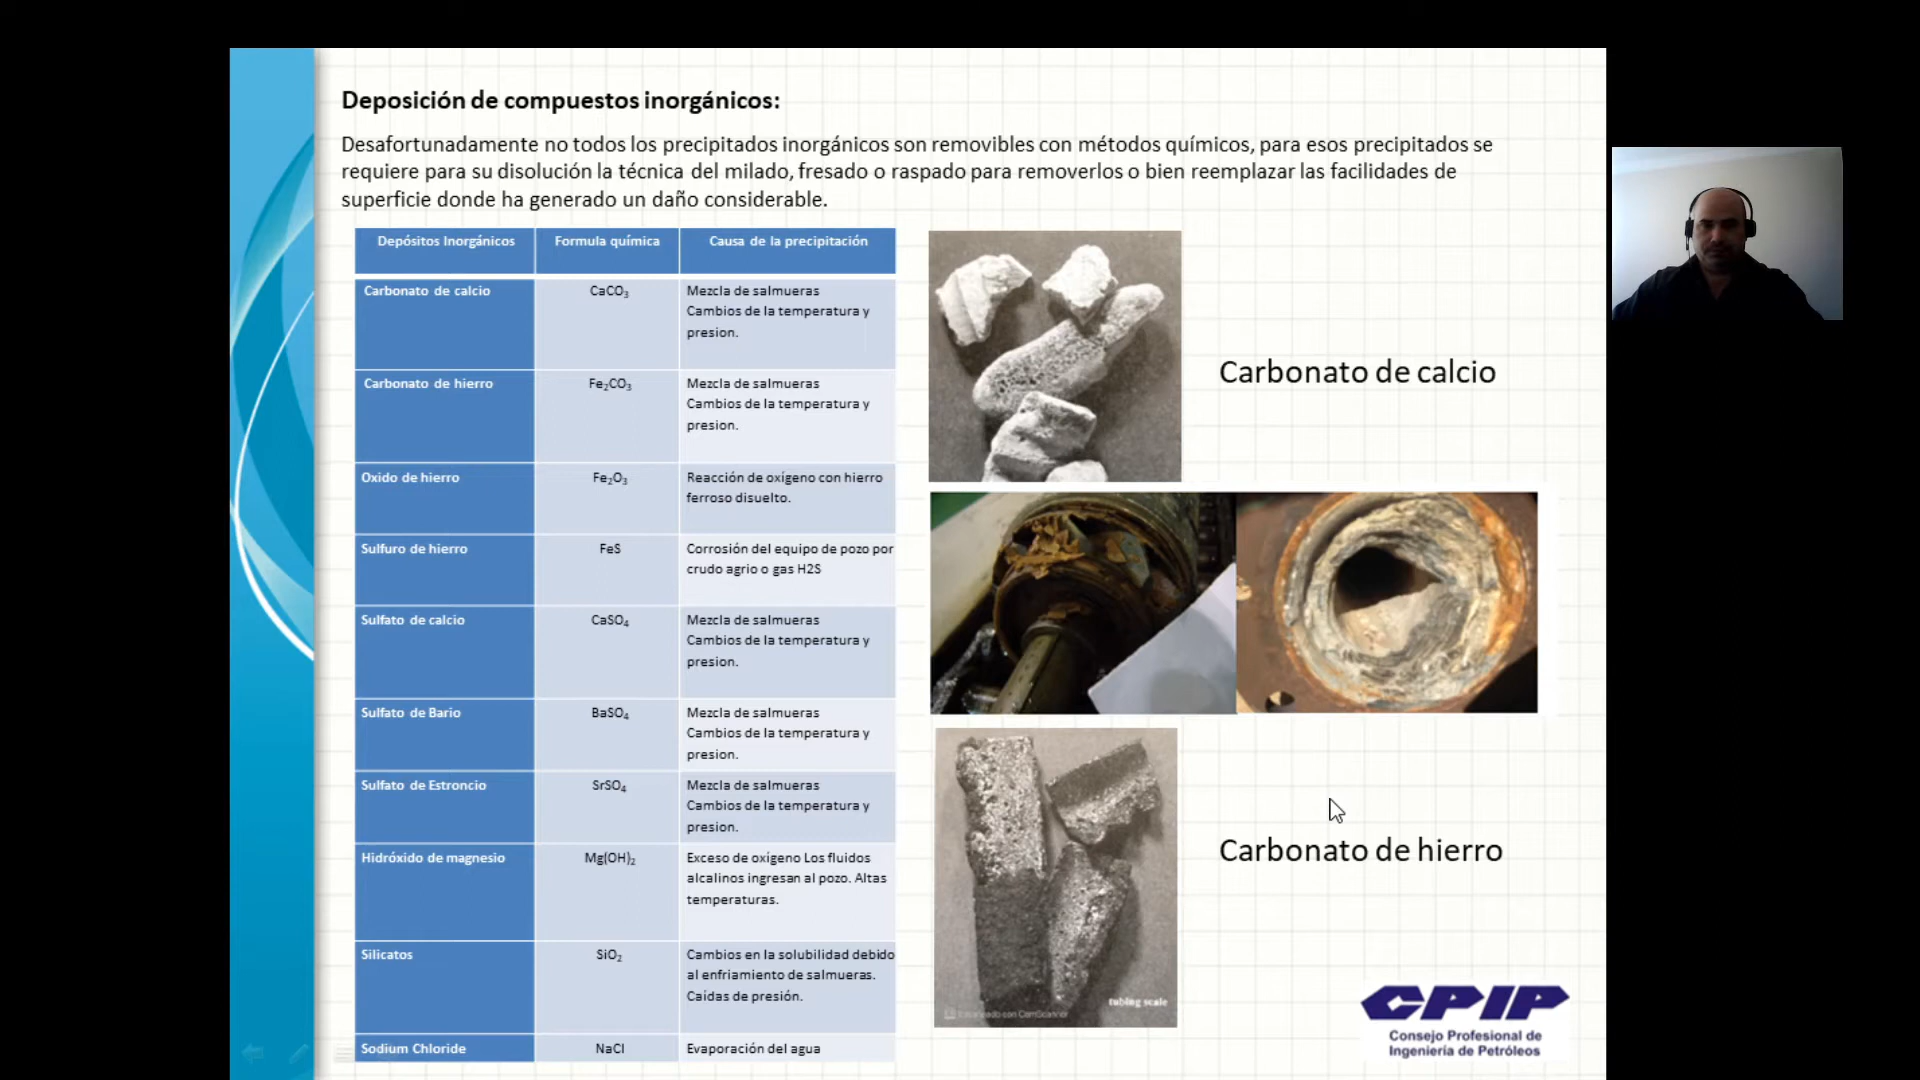 Deposición de compuestos inorgánicos:
Desafortunadamente no todos los precipitados inorgánicos son removibles con métodos químicos, para esos precipitados se
requiere para su disolución la técnica del milado, fresado o raspado para removerlos o bien reemplazar las facilidades de
superficie donde ha generado un daño considerable.
Depósitos Inorgánicos Formula química Causa de la precipitación
Carbonato de calcio CaCO₃ Mezcla de salmueras
Cambios de la temperatura y
presion.
Carbonato de hierro Fe₂CO₃ Mezcla de salmueras
Cambios de la temperatura y
presion.
Oxido de hierro Fe₂O₃ Reacción de oxígeno con hierro
ferroso disuelto.
Sulfuro de hierro FeS Corrosión del equipo de pozo por
crudo agrio o gas H2S
Sulfato de calcio CaSO₄ Mezcla de salmueras
Cambios de la temperatura y
presion.
Sulfato de Bario BaSO₄ Mezcla de salmueras
Cambios de la temperatura y
presion.
Sulfato de Estroncio SrSO₄ Mezcla de salmueras
Cambios de la temperatura y
presion.
Hidróxido de magnesio Mg(OH)₂ Exceso de oxígeno Los fluidos
alcalinos ingresan al pozo. Altas
temperaturas.
Silicatos SiO₂ Cambios en la solubilidad debido
al enfriamiento de salmueras.
Caídas de presión.
Sodium Chloride NaCl Evaporación del agua
Carbonato de calcio
Carbonato de hierro
tubing scale
Escaneado con CamScanner
CPIP
Consejo Profesional de
Ingeniería de Petróleos